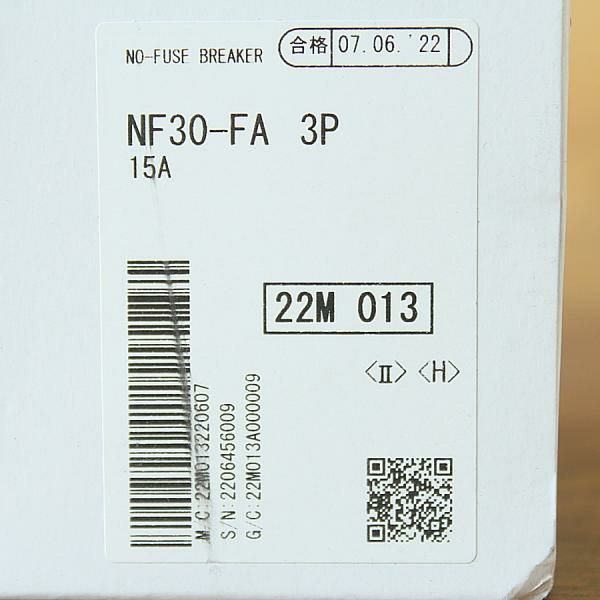 NO-FUSE BREAKER
合格 07.06.'22
NF30-FA 3P
15A
22M 013
〈Ⅱ〉〈H〉
M/C:22M013220607
S/N:2206456009
G/C:22M013A000009